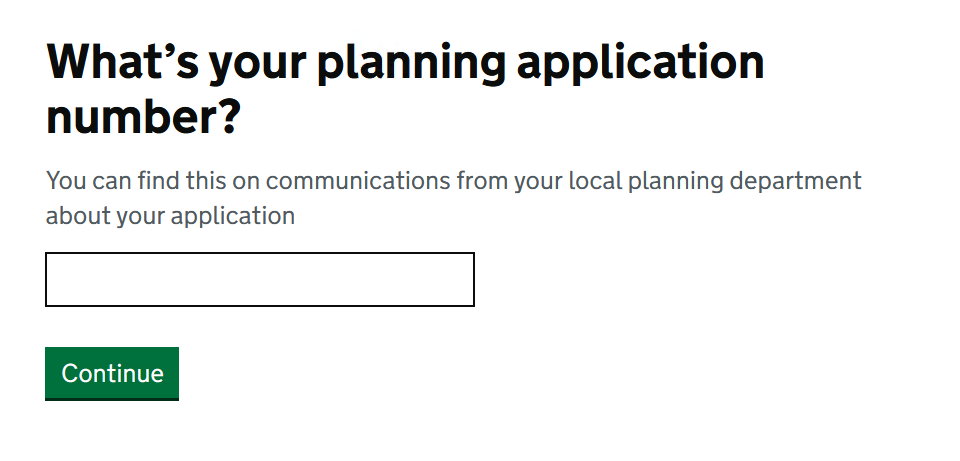 What’s your planning application
number?
You can find this on communications from your local planning department
about your application
Continue